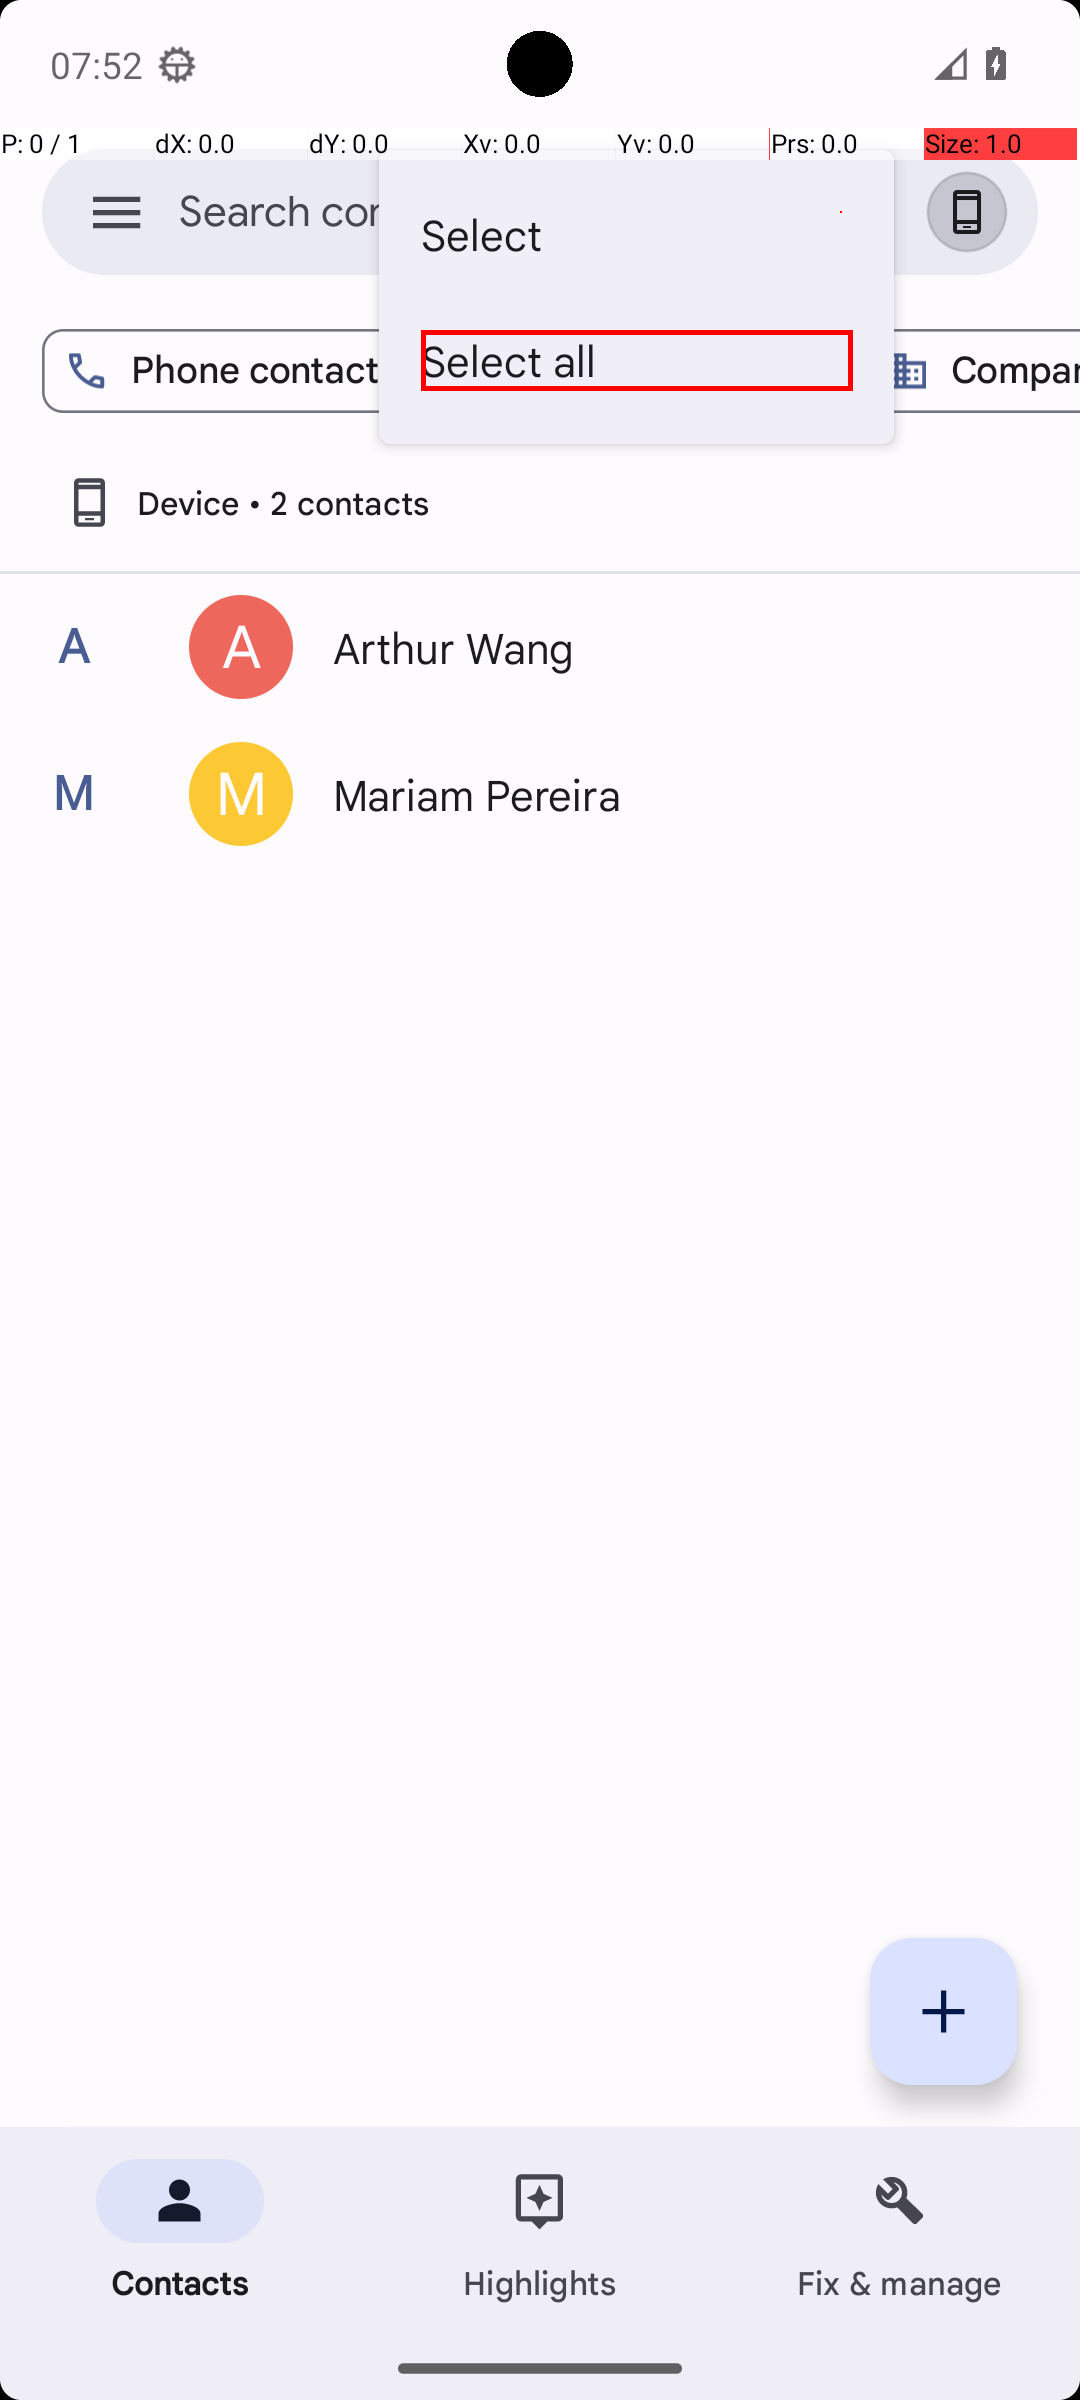 07:52
P: 0 / 1 dX: 0.0 dY: 0.0 Xv: 0.0 Yv: 0.0 Prs: 0.0 Size: 1.0
Search cor
Select
Select all
Phone contact
Compar
Device • 2 contacts
A A Arthur Wang
M M Mariam Pereira
Contacts Highlights Fix & manage